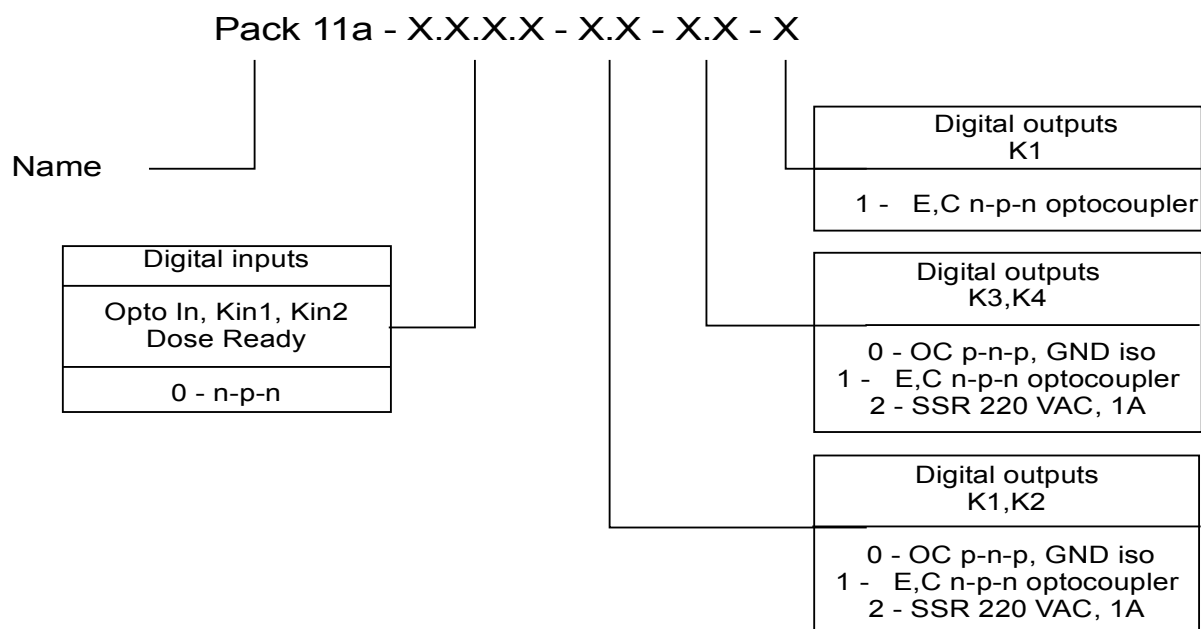 Pack 11a - X.X.X.X - X.X - X.X - X
Name
Digital inputs
Opto In, Kin1, Kin2
Dose Ready
0 - n-p-n
Digital outputs
K1
1 - E,C n-p-n optocoupler
Digital outputs
K3,K4
0 - OC p-n-p, GND iso
1 - E,C n-p-n optocoupler
2 - SSR 220 VAC, 1A
Digital outputs
K1,K2
0 - OC p-n-p, GND iso
1 - E,C n-p-n optocoupler
2 - SSR 220 VAC, 1A